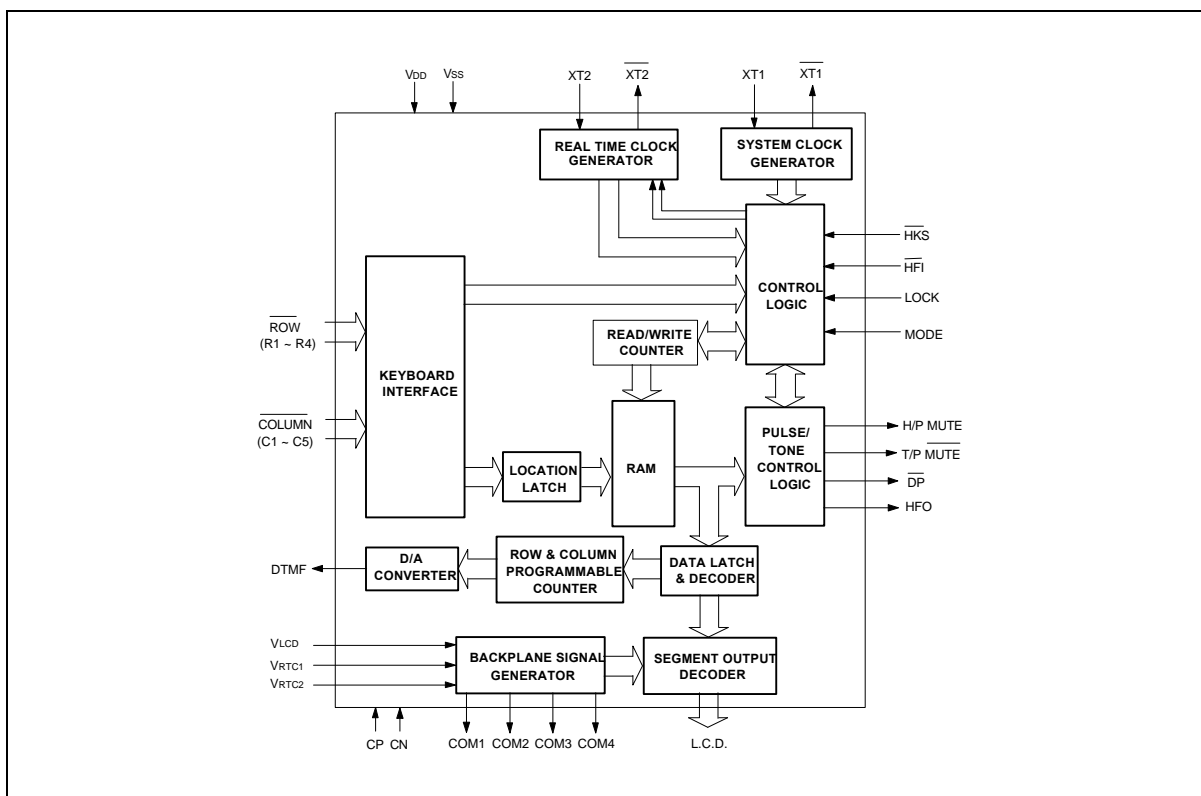 VDD
VSS
XT2
XT2
XT1
XT1
REAL TIME CLOCK
GENERATOR
SYSTEM CLOCK
GENERATOR
HKS
HFI
LOCK
MODE
CONTROL
LOGIC
READ/WRITE
COUNTER
ROW
(R1 ~ R4)
KEYBOARD
INTERFACE
COLUMN
(C1 ~ C5)
LOCATION
LATCH
RAM
PULSE/
TONE
CONTROL
LOGIC
H/P MUTE
T/P MUTE
DP
HFO
DTMF
D/A
CONVERTER
ROW & COLUMN
PROGRAMMABLE
COUNTER
DATA LATCH
& DECODER
VLCD
VRTC1
VRTC2
BACKPLANE SIGNAL
GENERATOR
SEGMENT OUTPUT
DECODER
CP
CN
COM1
COM2
COM3
COM4
L.C.D.